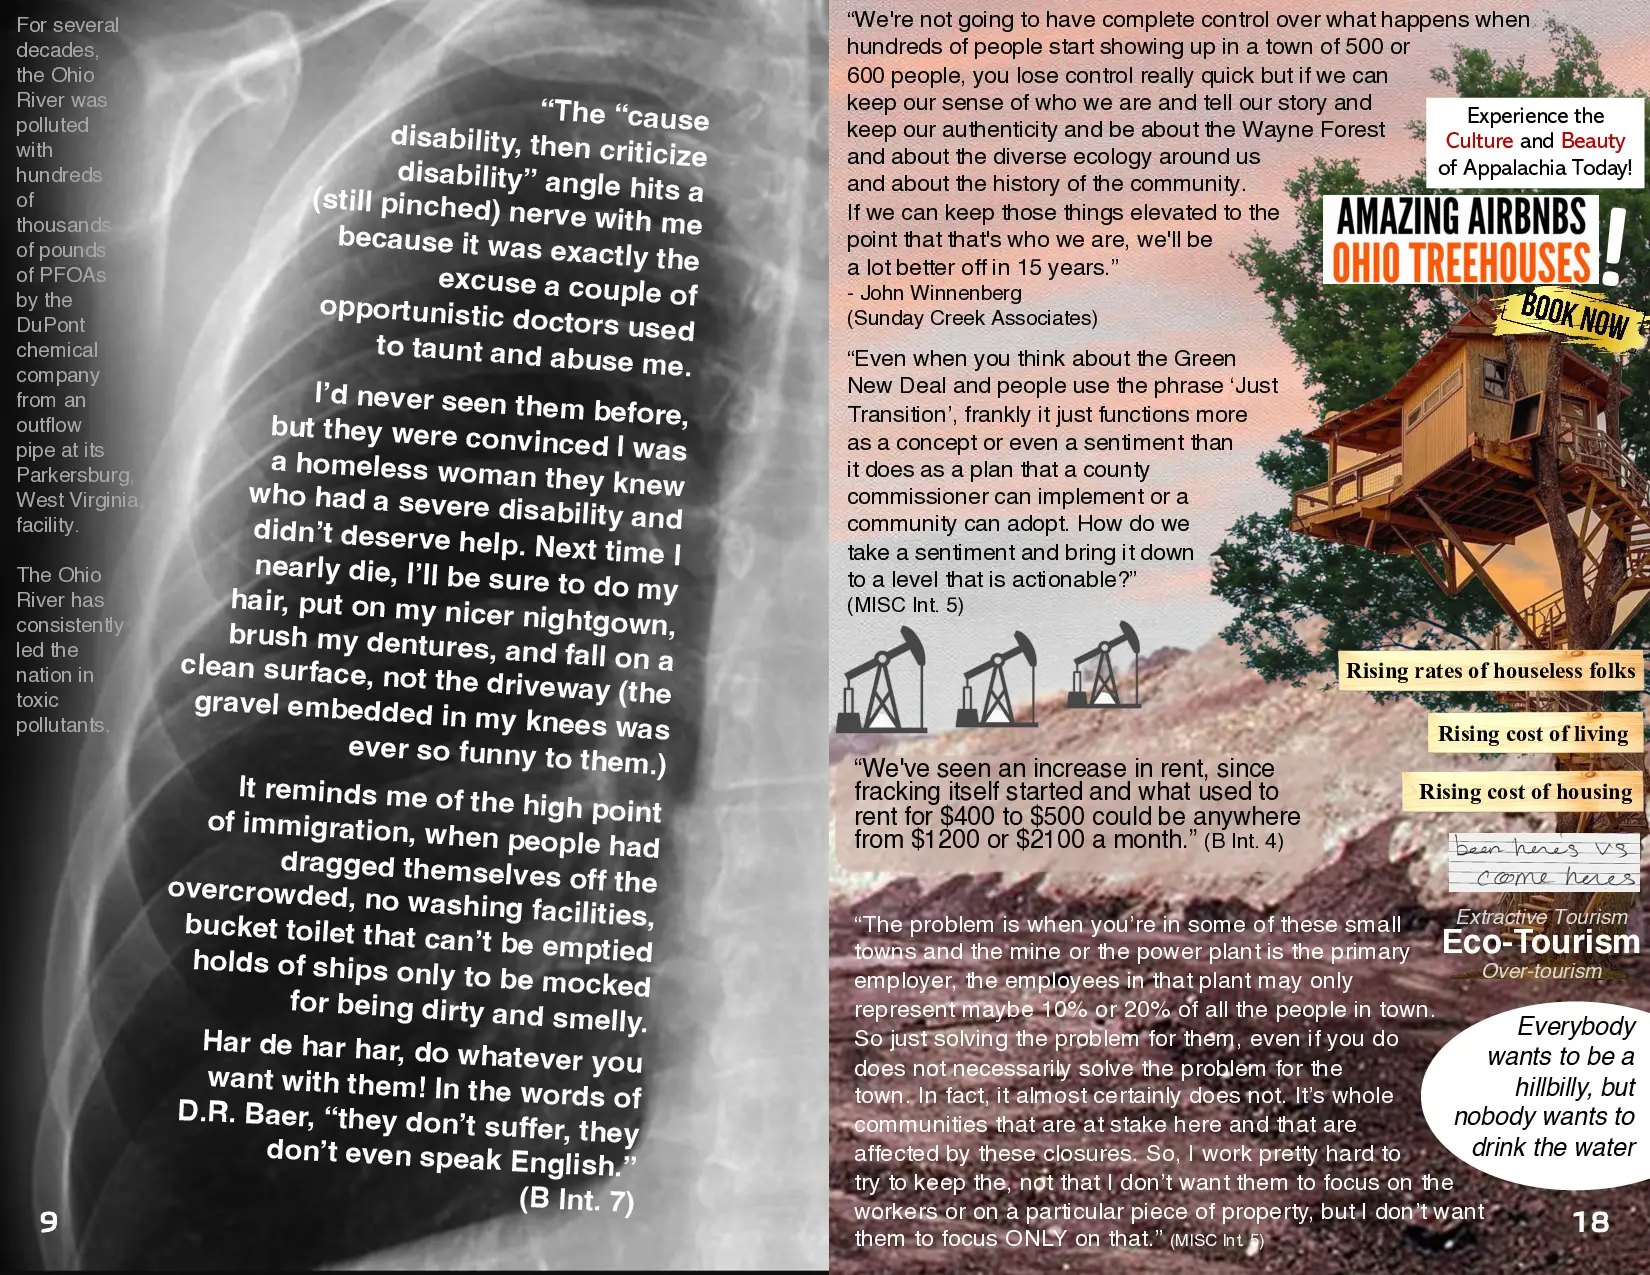 For several
decades,
the Ohio
River was
polluted
with
hundreds
of
thousands
of pounds
of PFOAs
by the
DuPont
chemical
company
from an
outflow
pipe at its
Parkersburg,
West Virginia,
facility.
The Ohio
River has
consistently
led the
nation in
toxic
pollutants.
“The “cause
disability, then criticize
disability” angle hits a
(still pinched) nerve with me
because it was exactly the
excuse a couple of
opportunistic doctors used
to taunt and abuse me.
I’d never seen them before,
but they were convinced I was
a homeless woman they knew
who had a severe disability and
didn’t deserve help. Next time I
nearly die, I’ll be sure to do my
hair, put on my nicer nightgown,
brush my dentures, and fall on a
clean surface, not the driveway (the
gravel embedded in my knees was
ever so funny to them.)
It reminds me of the high point
of immigration, when people had
dragged themselves off the
overcrowded, no washing facilities,
bucket toilet that can’t be emptied
holds of ships only to be mocked
for being dirty and smelly.
Har de har har, do whatever you
want with them! In the words of
D.R. Baer, “they don’t suffer, they
don’t even speak English.”
(B Int. 7)
9
“We're not going to have complete control over what happens when
hundreds of people start showing up in a town of 500 or
600 people, you lose control really quick but if we can
keep our sense of who we are and tell our story and
keep our authenticity and be about the Wayne Forest
and about the diverse ecology around us
and about the history of the community.
If we can keep those things elevated to the
point that that's who we are, we'll be
a lot better off in 15 years.”
- John Winnenberg
(Sunday Creek Associates)
“Even when you think about the Green
New Deal and people use the phrase ‘Just
Transition’, frankly it just functions more
as a concept or even a sentiment than
it does as a plan that a county
commissioner can implement or a
community can adopt. How do we
take a sentiment and bring it down
to a level that is actionable?”
(MISC Int. 5)
“We've seen an increase in rent, since
fracking itself started and what used to
rent for $400 to $500 could be anywhere
from $1200 or $2100 a month.” (B Int. 4)
“The problem is when you’re in some of these small
towns and the mine or the power plant is the primary
employer, the employees in that plant may only
represent maybe 10% or 20% of all the people in town.
So just solving the problem for them, even if you do
does not necessarily solve the problem for the
town. In fact, it almost certainly does not. It’s whole
communities that are at stake here and that are
affected by these closures. So, I work pretty hard to
try to keep the, not that I don’t want them to focus on the
workers or on a particular piece of property, but I don’t want
them to focus ONLY on that.” (MISC Int. 5)
Experience the
Culture and Beauty
of Appalachia Today!
AMAZING AIRBNBS
OHIO TREEHOUSES !
BOOK NOW
Rising rates of houseless folks
Rising cost of living
Rising cost of housing
been heres vs
come heres
Extractive Tourism
Eco-Tourism
Over-tourism
Everybody
wants to be a
hillbilly, but
nobody wants to
drink the water
18